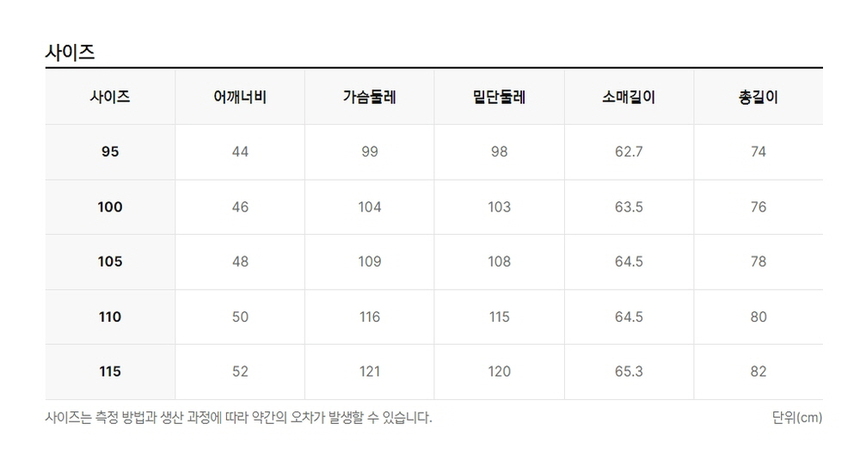 사이즈
사이즈 어깨너비 가슴둘레 밑단둘레 소매길이 총길이
95 44 99 98 62.7 74
100 46 104 103 63.5 76
105 48 109 108 64.5 78
110 50 116 115 64.5 80
115 52 121 120 65.3 82
사이즈는 측정 방법과 생산 과정에 따라 약간의 오차가 발생할 수 있습니다. 단위(cm)